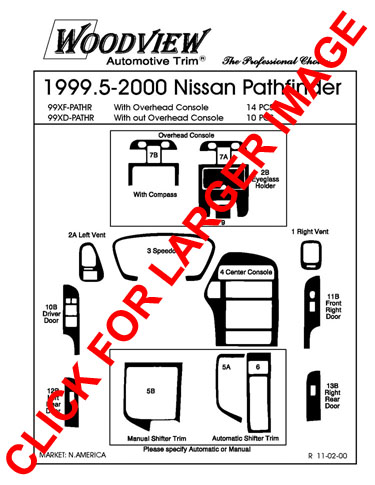 WOODVIEW
Automotive Trim®
The Professional Choice
1999.5-2000 Nissan Pathfinder
99XF-PATHR With Overhead Console 14 PCS
99XD-PATHR With out Overhead Console 10 PCS
Overhead Console
7B
7A
With Compass
2B
Eyeglass
Holder
9
2A Left Vent
1 Right Vent
3 Speedo
4 Center Console
10B
Driver
Door
11B
Front
Right
Door
12B
Left
Rear
Door
13B
Right
Rear
Door
5B
5A
6
Manual Shifter Trim
Automatic Shifter Trim
Please specify Automatic or Manual
MARKET: N.AMERICA
R 11-02-00
CLICK FOR LARGER IMAGE